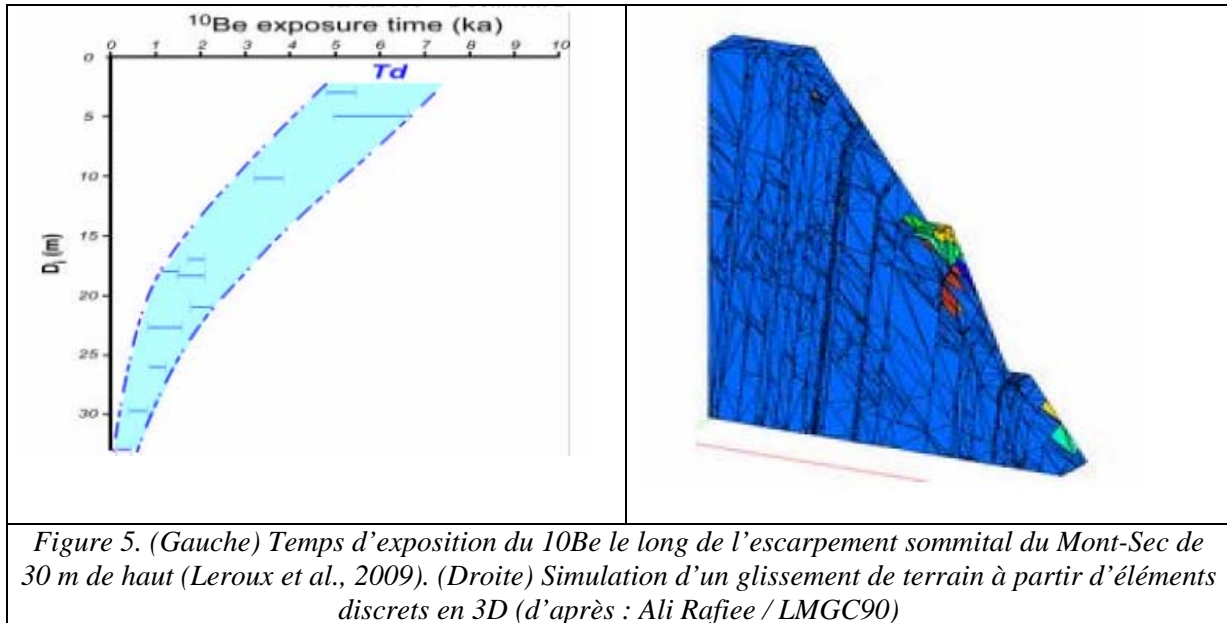 ¹⁰Be exposure time (ka)
0 1 2 3 4 5 6 7 8 9 10
Td
0
5
10
15
20
25
30
Di (m)
Figure 5. (Gauche) Temps d’exposition du 10Be le long de l’escarpement sommital du Mont-Sec de
30 m de haut (Leroux et al., 2009). (Droite) Simulation d’un glissement de terrain à partir d’éléments
discrets en 3D (d’après : Ali Rafiee / LMGC90)